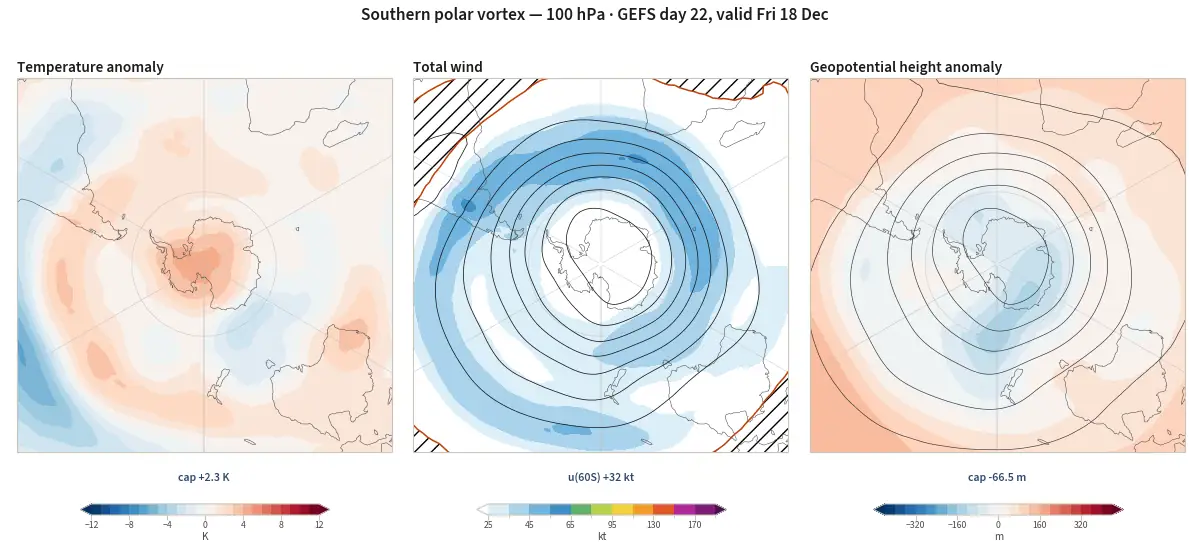 Southern polar vortex — 100 hPa · GEFS day 22, valid Fri 18 Dec
Temperature anomaly
Total wind
Geopotential height anomaly
cap +2.3 K
u(60S) +32 kt
cap -66.5 m
−12 −8 −4 0 4 8 12
K
25 45 65 95 130 170
kt
−320 −160 0 160 320
m